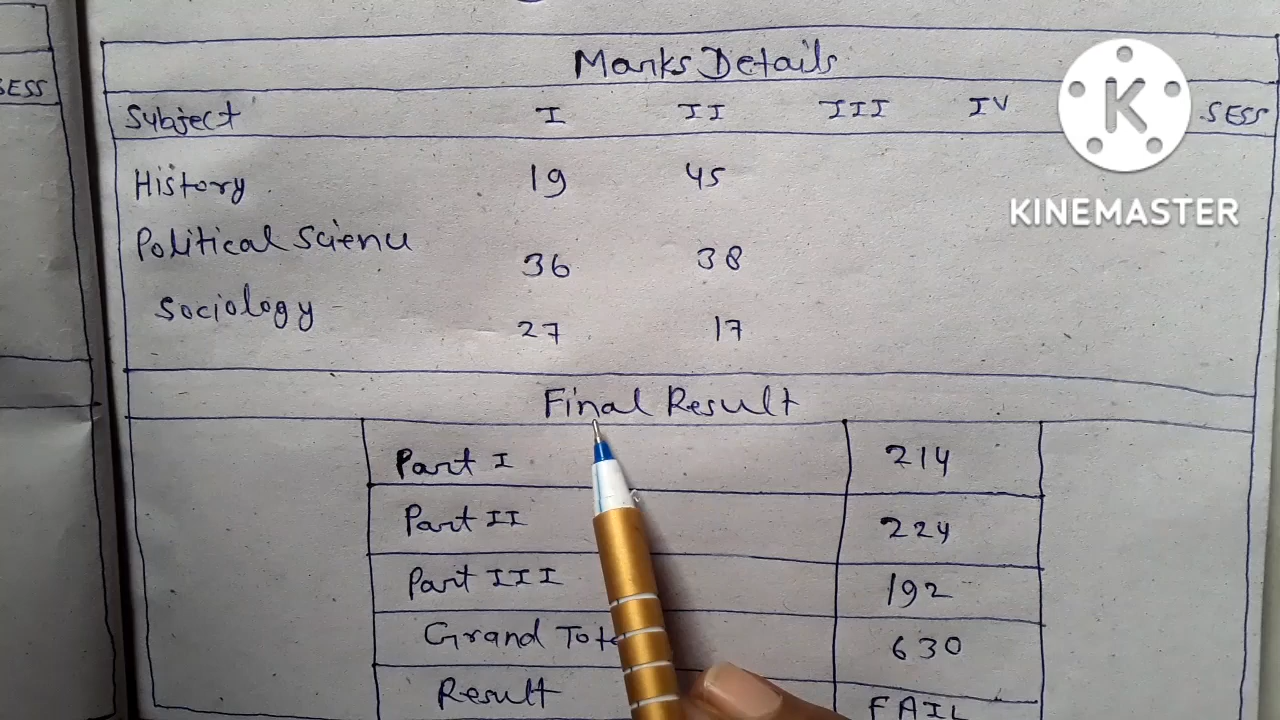 SESS
Marks Details
Subject I II III IV SESS
History 19 45
Political Science 36 38
Sociology 27 17
Final Result
Part I 214
Part II 224
Part III 192
Grand Tot 630
Result FAIL
K
KINEMASTER